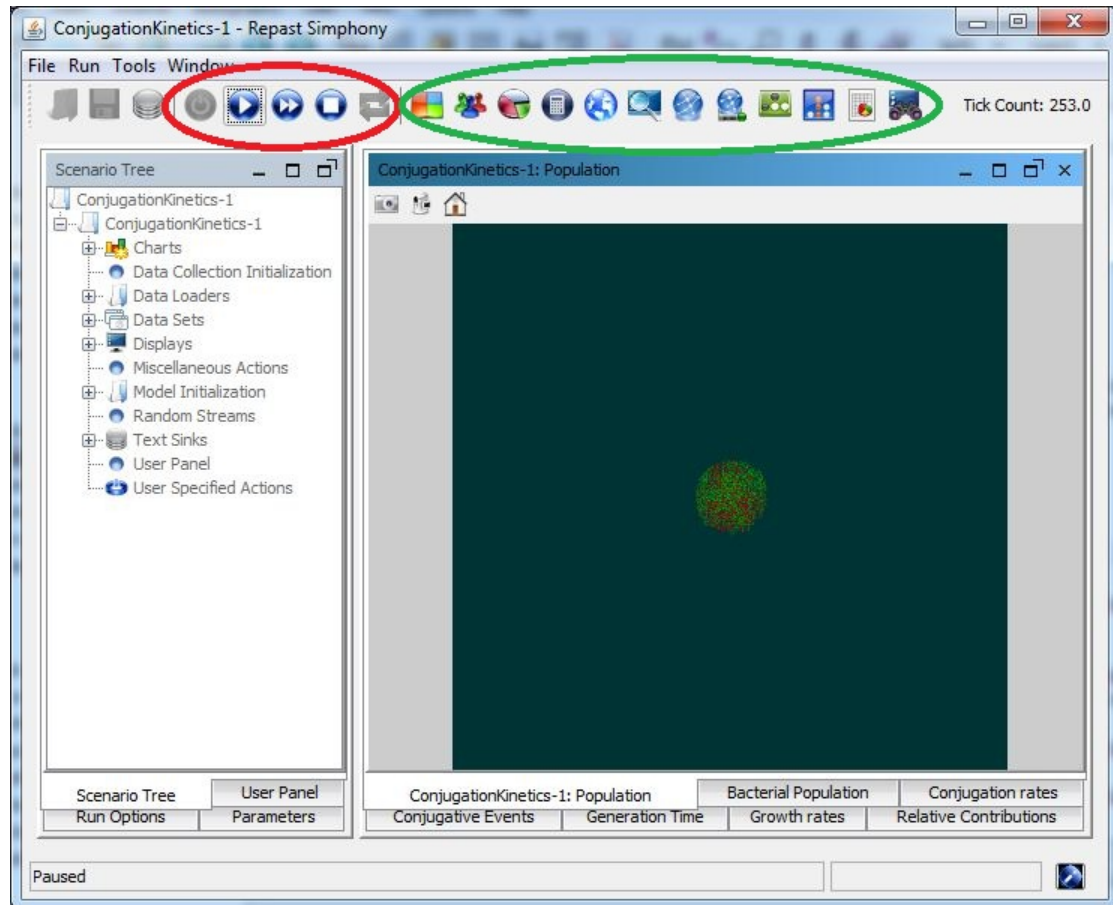 ConjugationKinetics-1 - Repast Simphony
File Run Tools Window
Tick Count: 253.0
Scenario Tree
ConjugationKinetics-1
ConjugationKinetics-1
Charts
Data Collection Initialization
Data Loaders
Data Sets
Displays
Miscellaneous Actions
Model Initialization
Random Streams
Text Sinks
User Panel
User Specified Actions
Scenario Tree User Panel
Run Options Parameters
ConjugationKinetics-1: Population
ConjugationKinetics-1: Population Bacterial Population Conjugation rates
Conjugative Events Generation Time Growth rates Relative Contributions
Paused